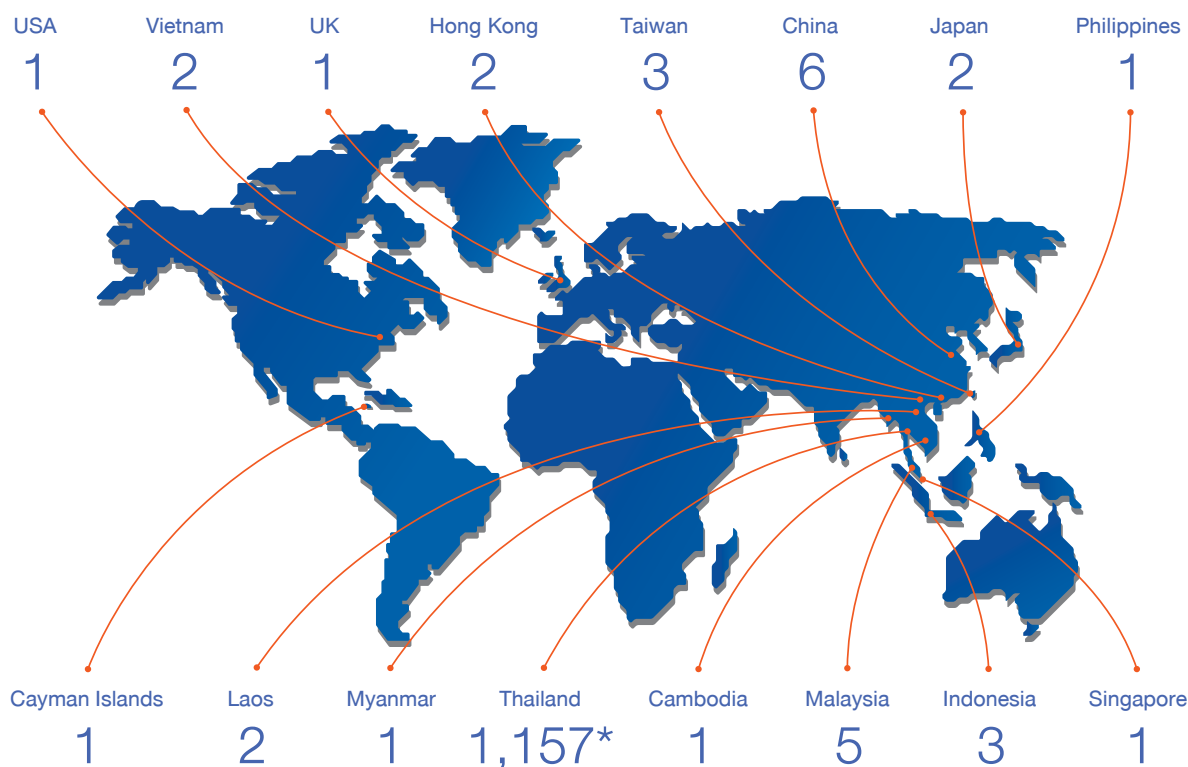 USA Vietnam UK Hong Kong Taiwan China Japan Philippines
1 2 1 2 3 6 2 1
Cayman Islands Laos Myanmar Thailand Cambodia Malaysia Indonesia Singapore
1 2 1 1,157* 1 5 3 1